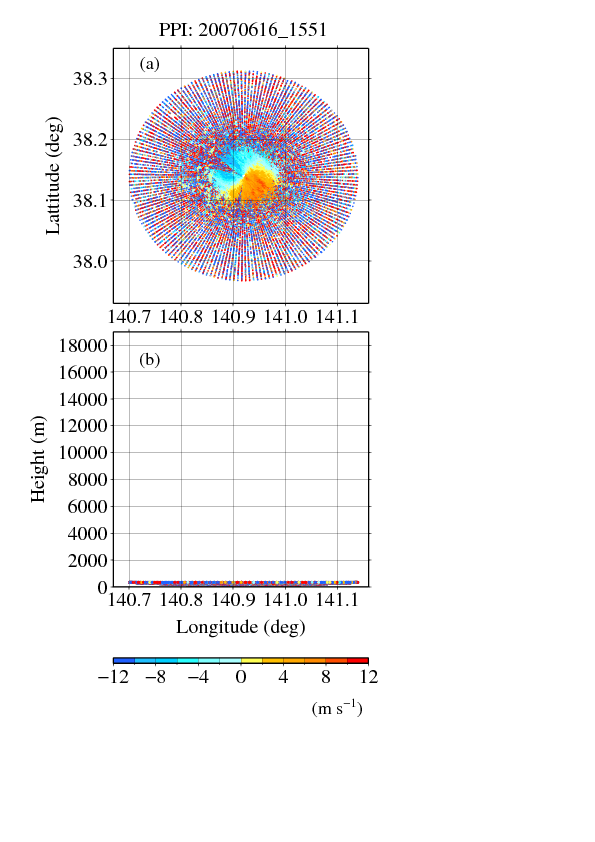 PPI: 20070616_1551
(a)
38.3
38.2
38.1
38.0
Lattitude (deg)
140.7 140.8 140.9 141.0 141.1
(b)
18000
16000
14000
12000
10000
8000
6000
4000
2000
0
Height (m)
140.7 140.8 140.9 141.0 141.1
Longitude (deg)
−12 −8 −4 0 4 8 12
(m s⁻¹)